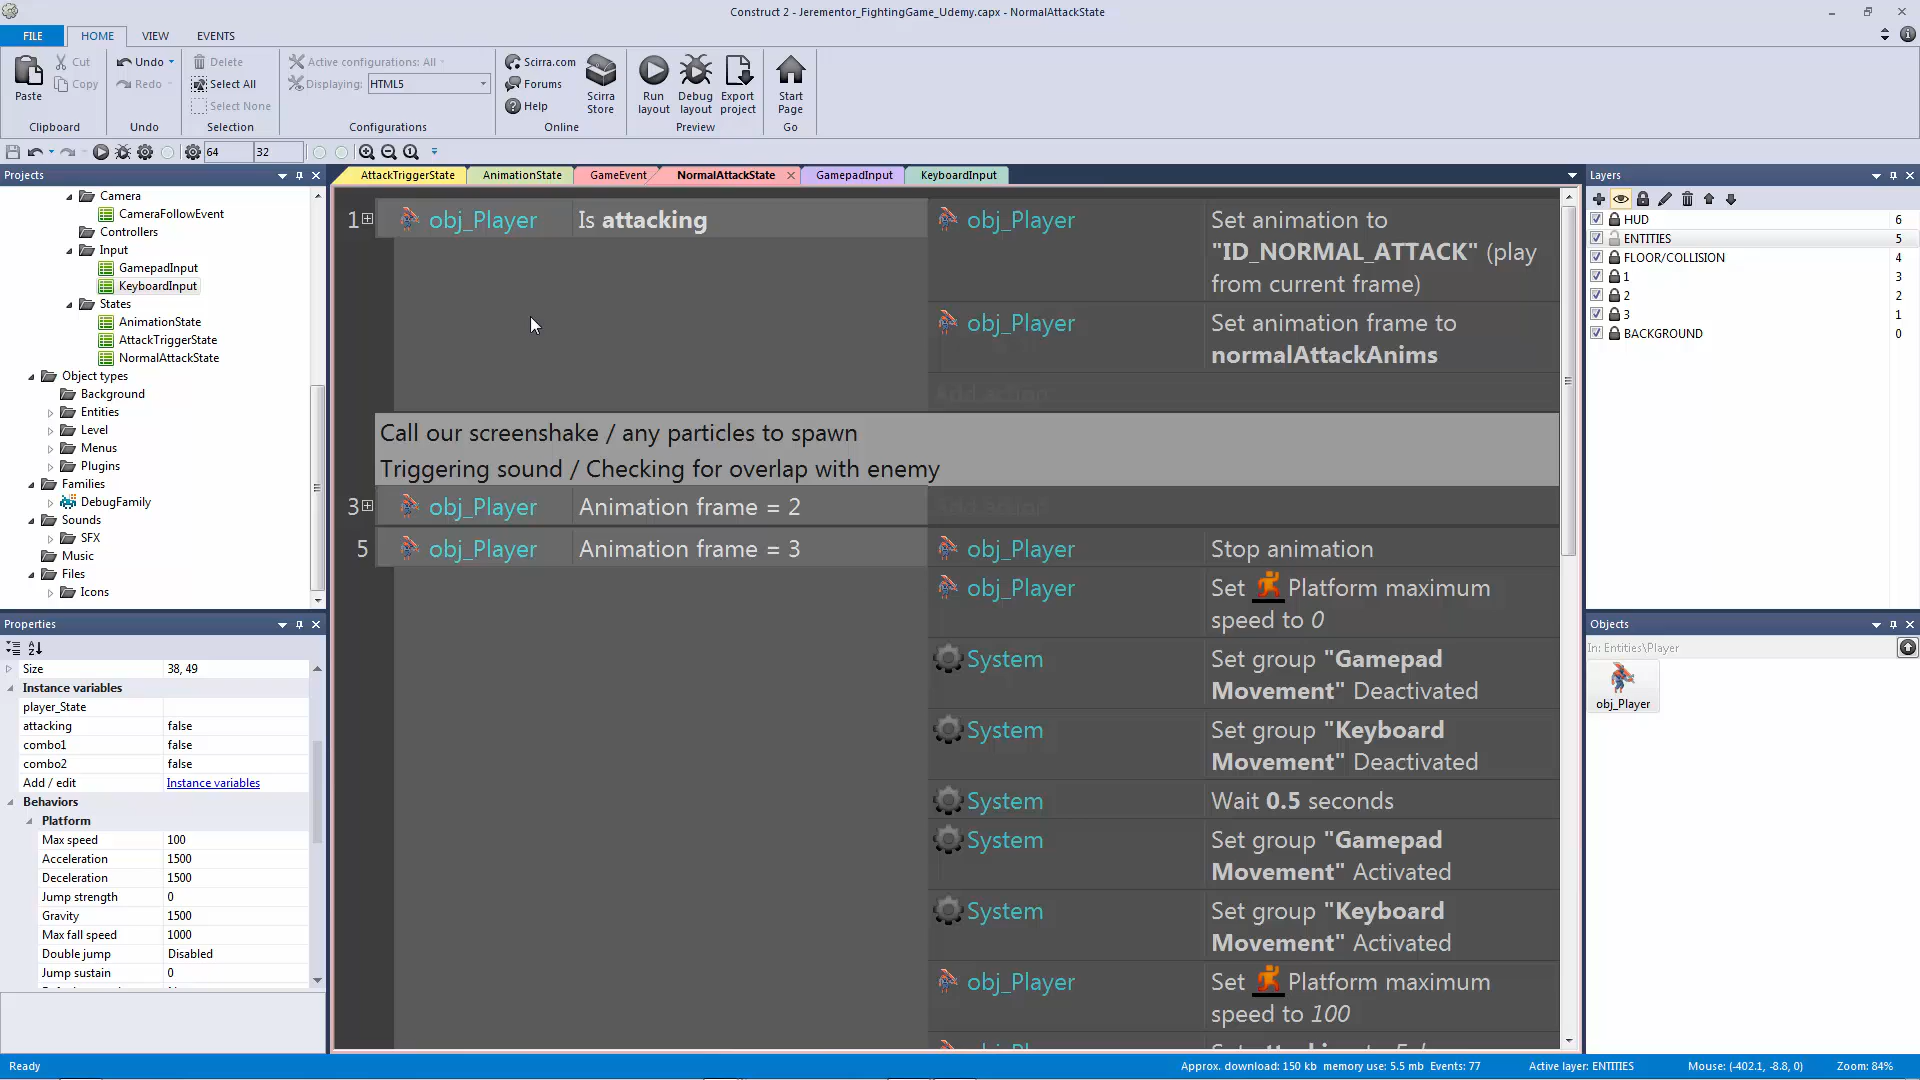 Construct 2 - Jerementor_FightingGame_Udemy.capx - NormalAttackState
FILE
HOME
VIEW
EVENTS
Paste
Cut
Copy
Clipboard
Undo
Redo
Undo
Delete
Select All
Select None
Selection
Active configurations: All
Displaying:
HTML5
Configurations
Scirra.com
Forums
Help
Scirra
Store
Online
Run
layout
Debug
layout
Export
project
Preview
Start
Page
Go
64
32
Projects
Camera
CameraFollowEvent
Controllers
Input
GamepadInput
KeyboardInput
States
AnimationState
AttackTriggerState
NormalAttackState
Object types
Background
Entities
Level
Menus
Plugins
Families
DebugFamily
Sounds
SFX
Music
Files
Icons
Properties
Size 38, 49
Instance variables
player_State
attacking false
combo1 false
combo2 false
Add / edit Instance variables
Behaviors
Platform
Max speed 100
Acceleration 1500
Deceleration 1500
Jump strength 0
Gravity 1500
Max fall speed 1000
Double jump Disabled
Jump sustain 0
AttackTriggerState
AnimationState
GameEvent
NormalAttackState
GamepadInput
KeyboardInput
1 obj_Player Is attacking
obj_Player Set animation to
"ID_NORMAL_ATTACK" (play
from current frame)
obj_Player Set animation frame to
normalAttackAnims
Add action
Call our screenshake / any particles to spawn
Triggering sound / Checking for overlap with enemy
3 obj_Player Animation frame = 2
Add action
5 obj_Player Animation frame = 3
obj_Player Stop animation
obj_Player Set Platform maximum
speed to 0
System Set group "Gamepad
Movement" Deactivated
System Set group "Keyboard
Movement" Deactivated
System Wait 0.5 seconds
System Set group "Gamepad
Movement" Activated
System Set group "Keyboard
Movement" Activated
obj_Player Set Platform maximum
speed to 100
Layers
HUD 6
ENTITIES 5
FLOOR/COLLISION 4
1 3
2 2
3 1
BACKGROUND 0
Objects
In: Entities\Player
obj_Player
Ready
Approx. download: 150 kb memory use: 5.5 mb Events: 77
Active layer: ENTITIES
Mouse: (-402.1, -8.8, 0)
Zoom: 84%